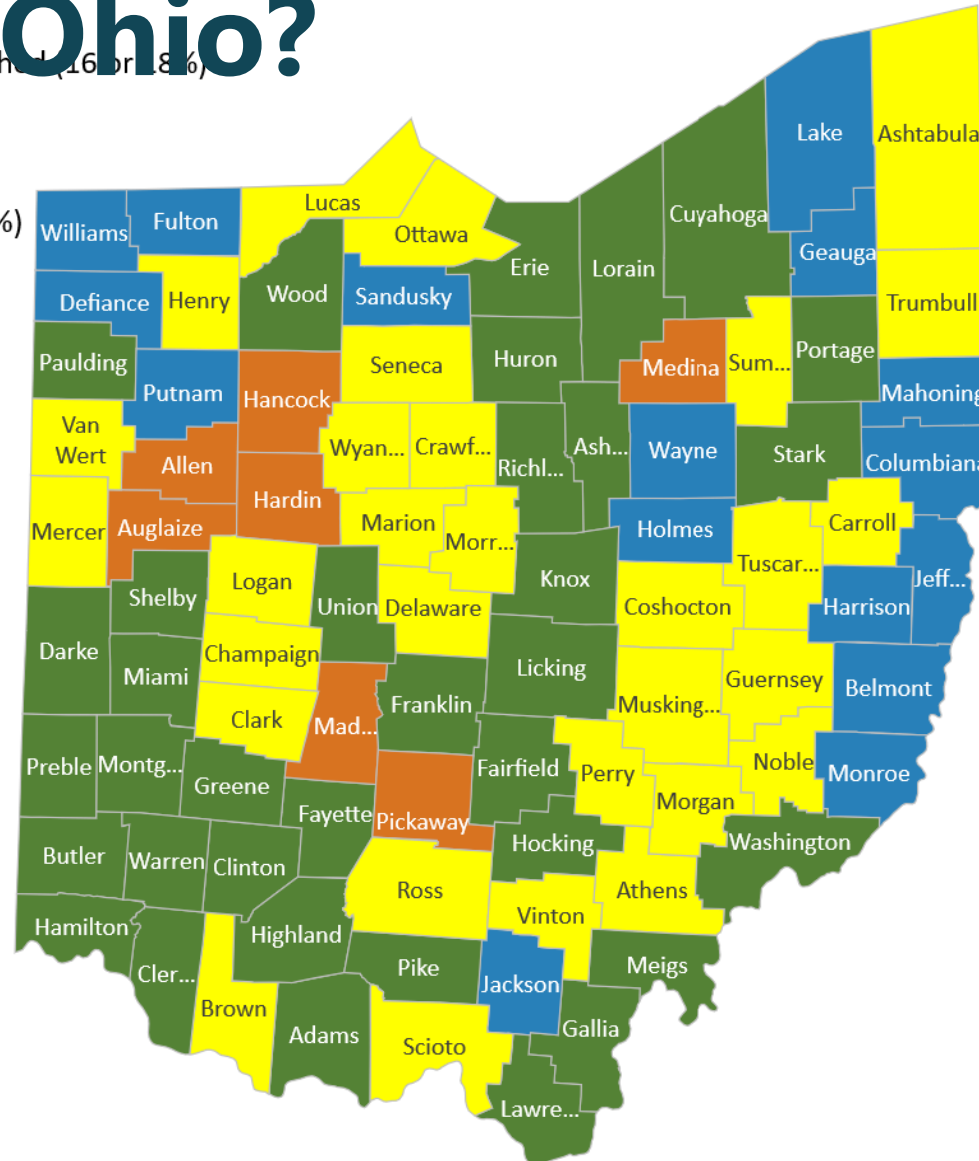 Ohio?
(16 or 18%)
%)
Lake
Ashtabula
Lucas
Cuyahoga
Williams
Fulton
Ottawa
Geauga
Erie
Lorain
Defiance
Henry
Wood
Sandusky
Trumbull
Paulding
Seneca
Huron
Medina
Sum...
Portage
Putnam
Hancock
Mahoning
Van
Wert
Allen
Wyan...
Crawf...
Richl...
Ash...
Wayne
Stark
Columbiana
Hardin
Mercer
Auglaize
Marion
Morr...
Holmes
Carroll
Tuscar...
Logan
Knox
Jeff...
Shelby
Union
Delaware
Coshocton
Harrison
Darke
Champaign
Miami
Licking
Guernsey
Belmont
Clark
Mad...
Franklin
Musking...
Preble
Montg...
Greene
Fairfield
Perry
Noble
Monroe
Morgan
Fayette
Pickaway
Butler
Warren
Clinton
Hocking
Washington
Ross
Athens
Hamilton
Highland
Vinton
Cler...
Pike
Jackson
Meigs
Brown
Adams
Scioto
Gallia
Lawre...